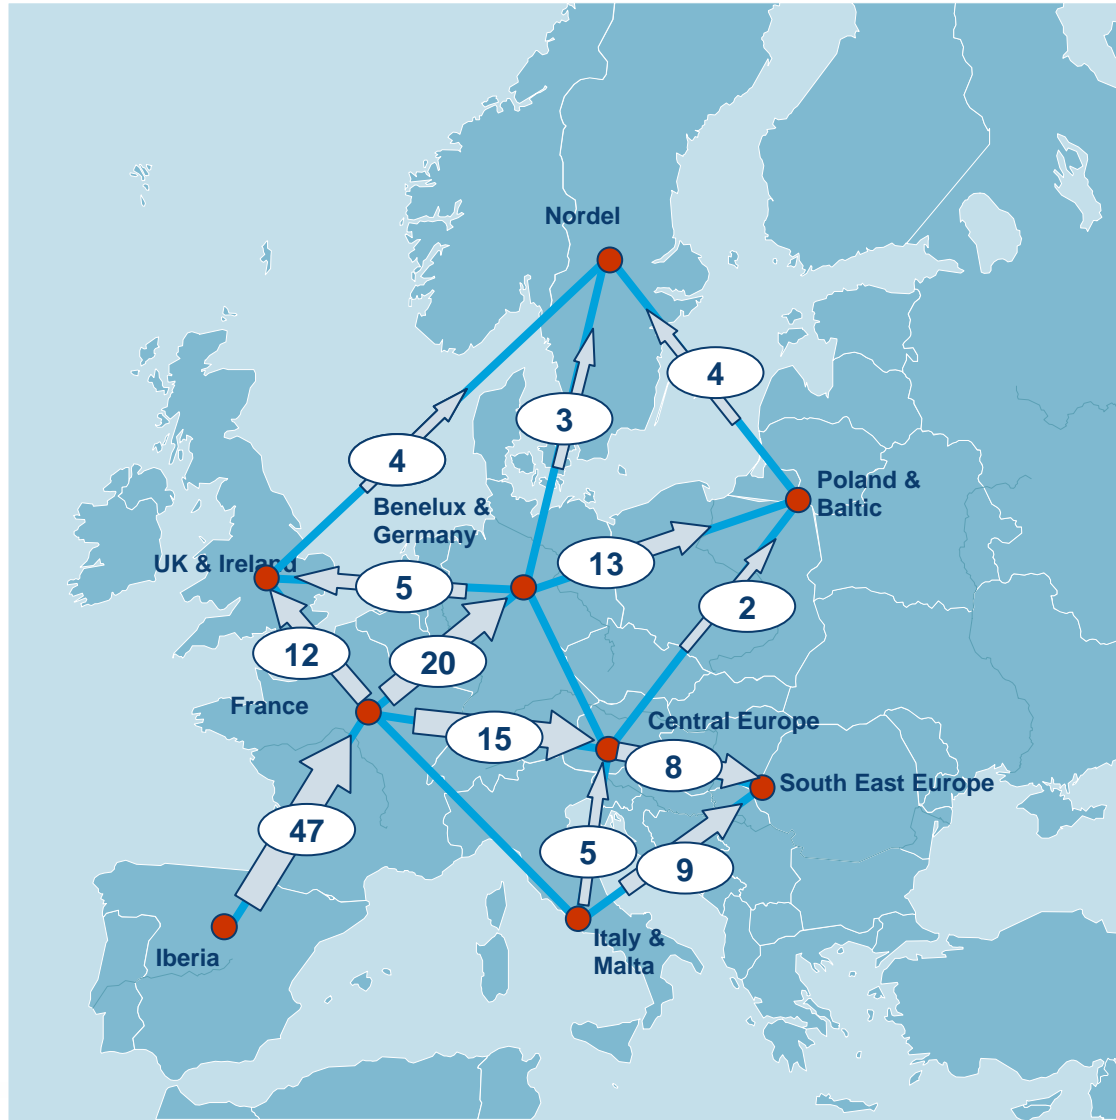 Nordel
4
3
4
Poland &
Baltic
Benelux &
Germany
UK & Ireland
13
5
2
12
20
France
Central Europe
15
8
South East Europe
47
5
9
Iberia
Italy &
Malta